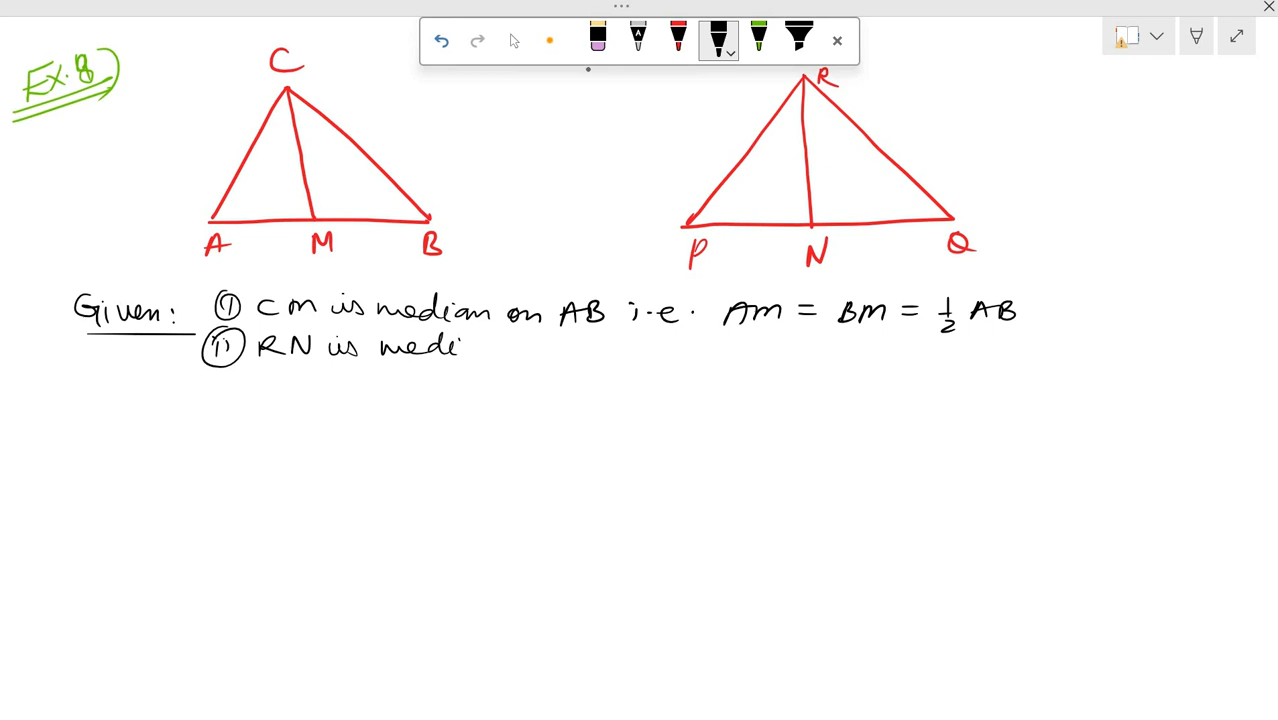 Ex.8
C
R
A M B
P N Q
Given: (i) CM is median on AB i.e. AM = BM = 1/2 AB
(ii) RN is medi